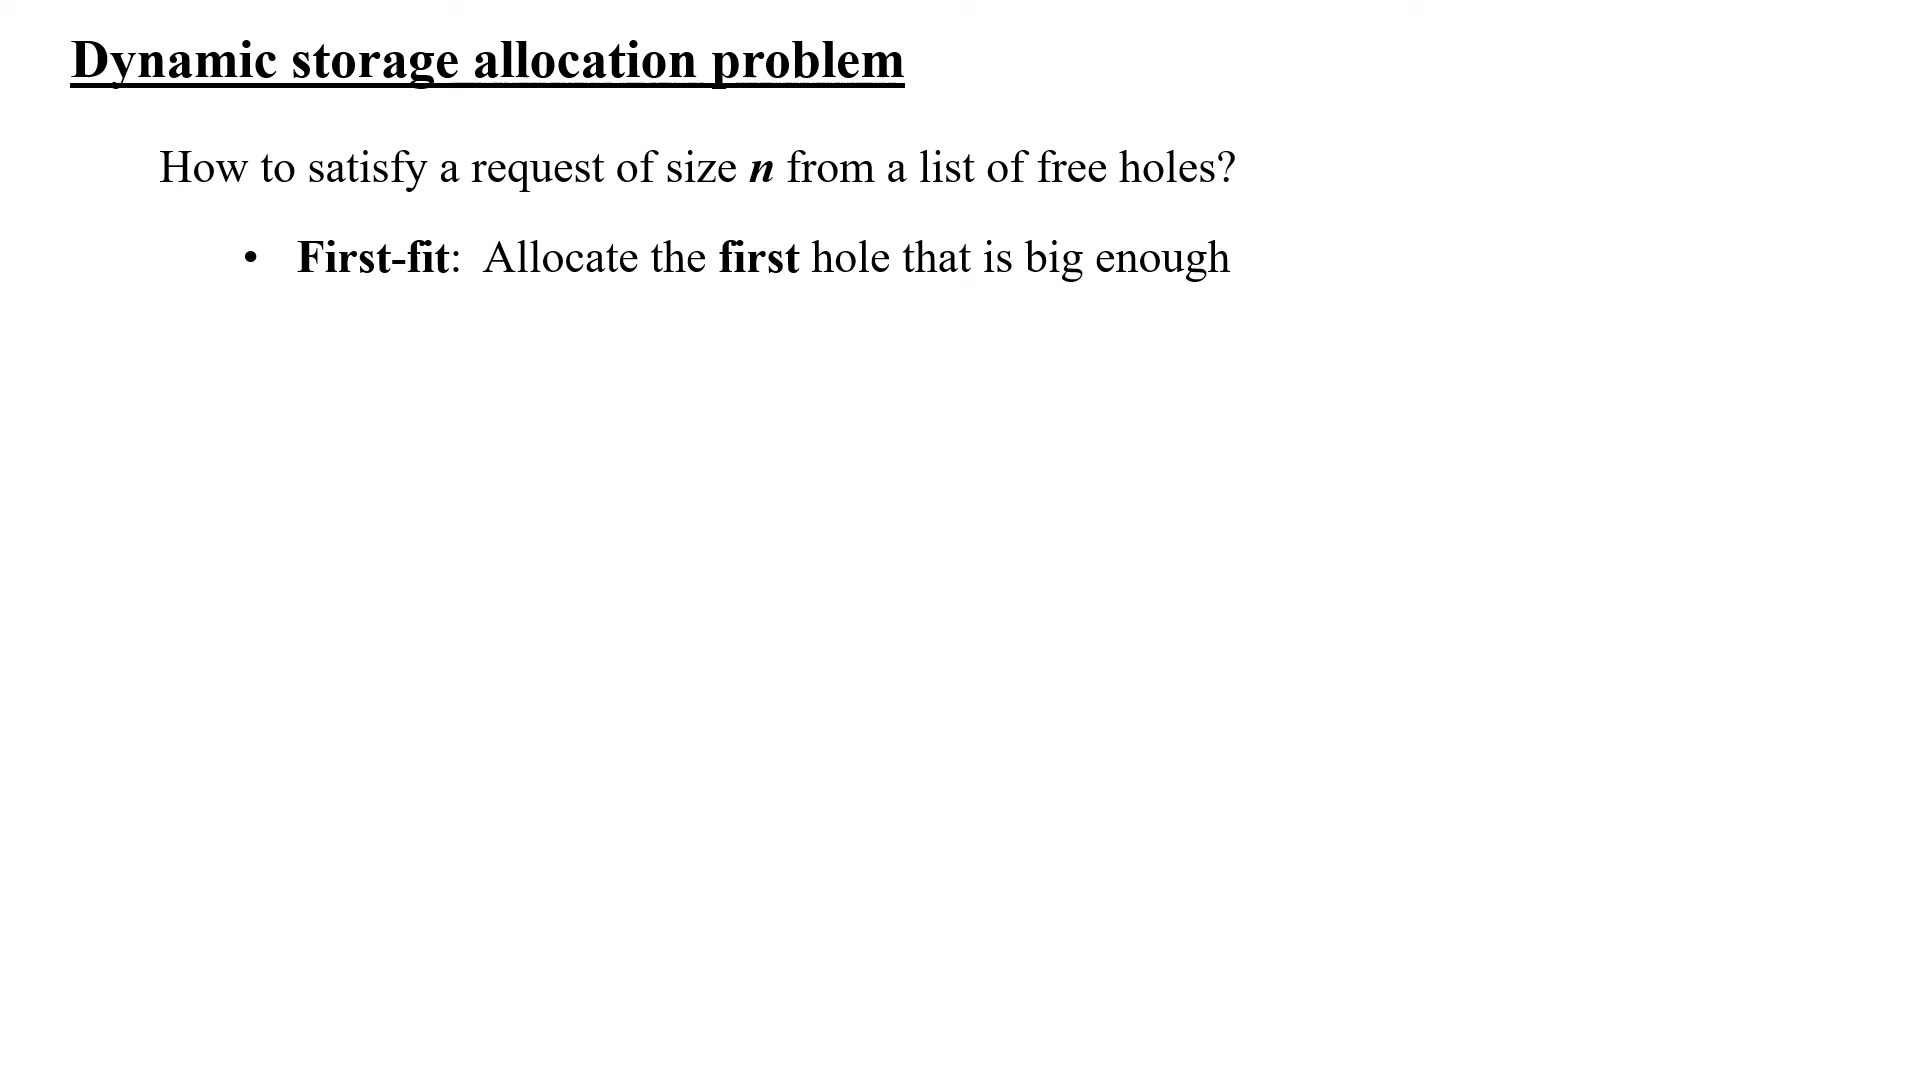 Dynamic storage allocation problem
How to satisfy a request of size n from a list of free holes?
• First-fit: Allocate the first hole that is big enough